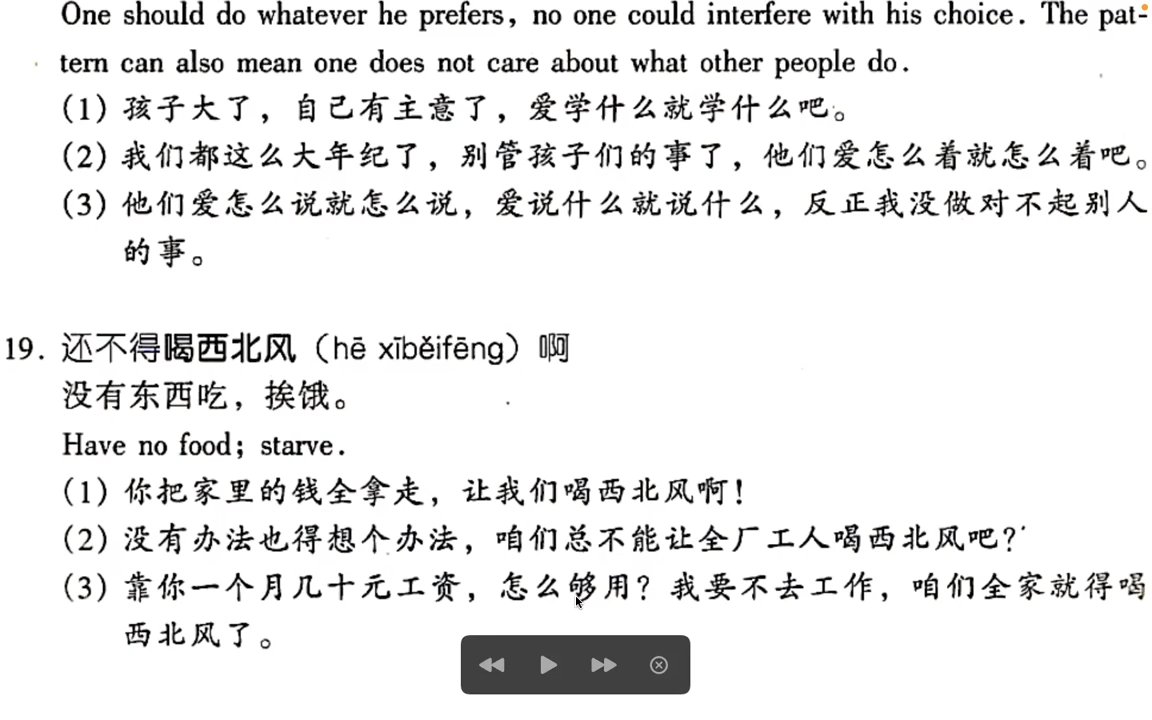 One should do whatever he prefers, no one could interfere with his choice. The pat-
tern can also mean one does not care about what other people do.
(1) 孩子大了，自己有主意了，爱学什么就学什么吧。
(2) 我们都这么大年纪了，别管孩子们的事了，他们爱怎么着就怎么着吧。
(3) 他们爱怎么说就怎么说，爱说什么就说什么，反正我没做对不起别人
的事。
19. 还不得喝西北风（hē xīběifēng）啊
没有东西吃，挨饿。
Have no food; starve.
(1) 你把家里的钱全拿走，让我们喝西北风啊！
(2) 没有办法也得想个办法，咱们总不能让全厂工人喝西北风吧？
(3) 靠你一个月几十元工资，怎么够用？我要不去工作，咱们全家就得喝
西北风了。